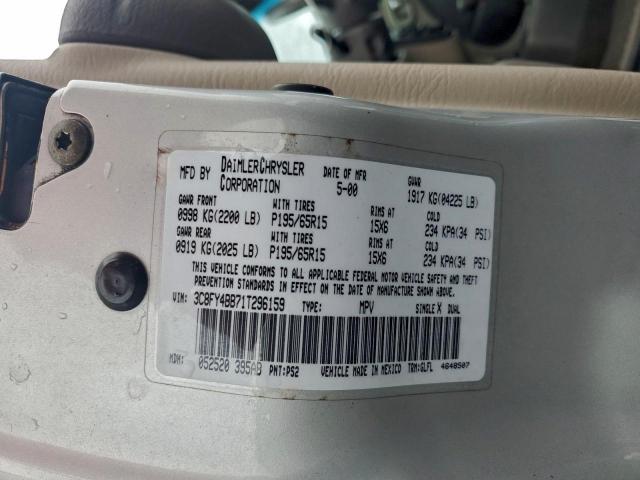 MFD BY DAIMLERCHRYSLER CORPORATION DATE OF MFR 5-00 GVWR 1917 KG(04225 LB)
GAWR FRONT WITH TIRES RIMS AT COLD
0998 KG(2200 LB) P195/65R15 15X6 234 KPA(34 PSI)
GAWR REAR WITH TIRES RIMS AT COLD
0919 KG(2025 LB) P195/65R15 15X6 234 KPA(34 PSI)
THIS VEHICLE CONFORMS TO ALL APPLICABLE FEDERAL MOTOR VEHICLE SAFETY AND THEFT
PREVENTION STANDARDS IN EFFECT ON THE DATE OF MANUFACTURE SHOWN ABOVE.
VIN: 3C8FY4BB71T296159 TYPE: MPV SINGLE X DUAL
MDH: 052520 395AB PNT:PS2 VEHICLE MADE IN MEXICO TRM:GLFL 4648507